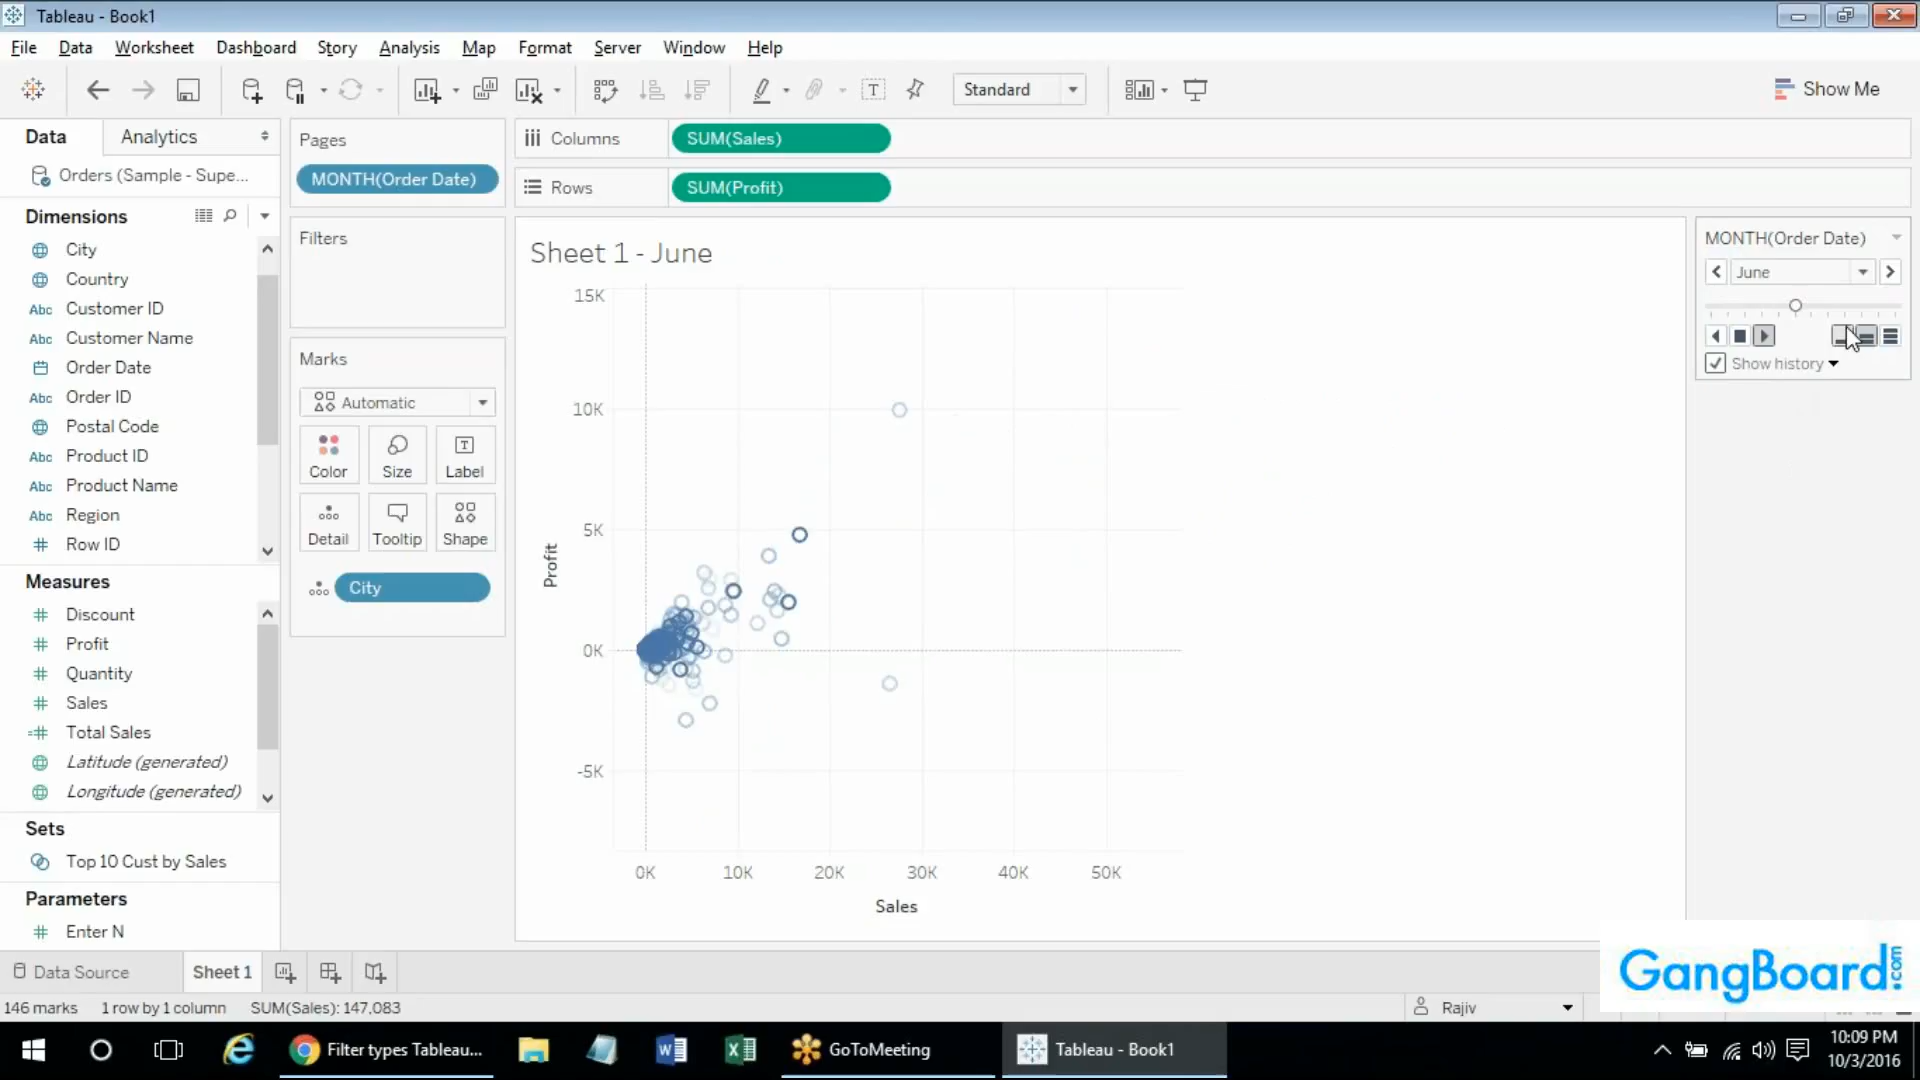 Tableau - Book1
File Data Worksheet Dashboard Story Analysis Map Format Server Window Help
Standard
Show Me
Data Analytics
Orders (Sample - Supe...
Dimensions
City
Country
Abc Customer ID
Abc Customer Name
Order Date
Abc Order ID
Postal Code
Abc Product ID
Abc Product Name
Abc Region
# Row ID
Measures
# Discount
# Profit
# Quantity
# Sales
=# Total Sales
Latitude (generated)
Longitude (generated)
Sets
Top 10 Cust by Sales
Parameters
# Enter N
Pages
MONTH(Order Date)
Filters
Marks
Automatic
Color Size Label
Detail Tooltip Shape
City
Columns SUM(Sales)
Rows SUM(Profit)
Sheet 1 - June
15K
10K
5K
0K
-5K
Profit
0K 10K 20K 30K 40K 50K
Sales
MONTH(Order Date)
June
Show history
GangBoard.com
Data Source Sheet 1
146 marks 1 row by 1 column SUM(Sales): 147,083
Rajiv
Filter types Tableau...
GoToMeeting
Tableau - Book1
10:09 PM
10/3/2016